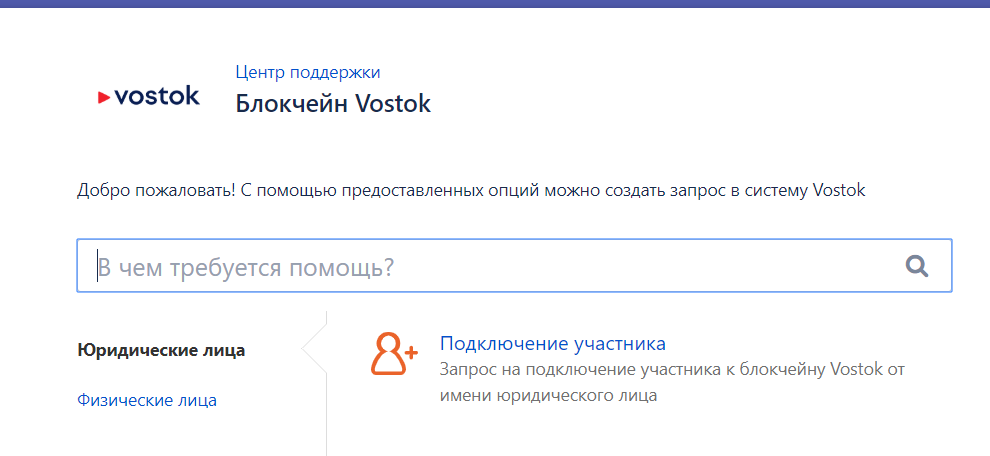 vostok
Центр поддержки
Блокчейн Vostok
Добро пожаловать! С помощью предоставленных опций можно создать запрос в систему Vostok
В чем требуется помощь?
Юридические лица
Физические лица
Подключение участника
Запрос на подключение участника к блокчейну Vostok от
имени юридического лица